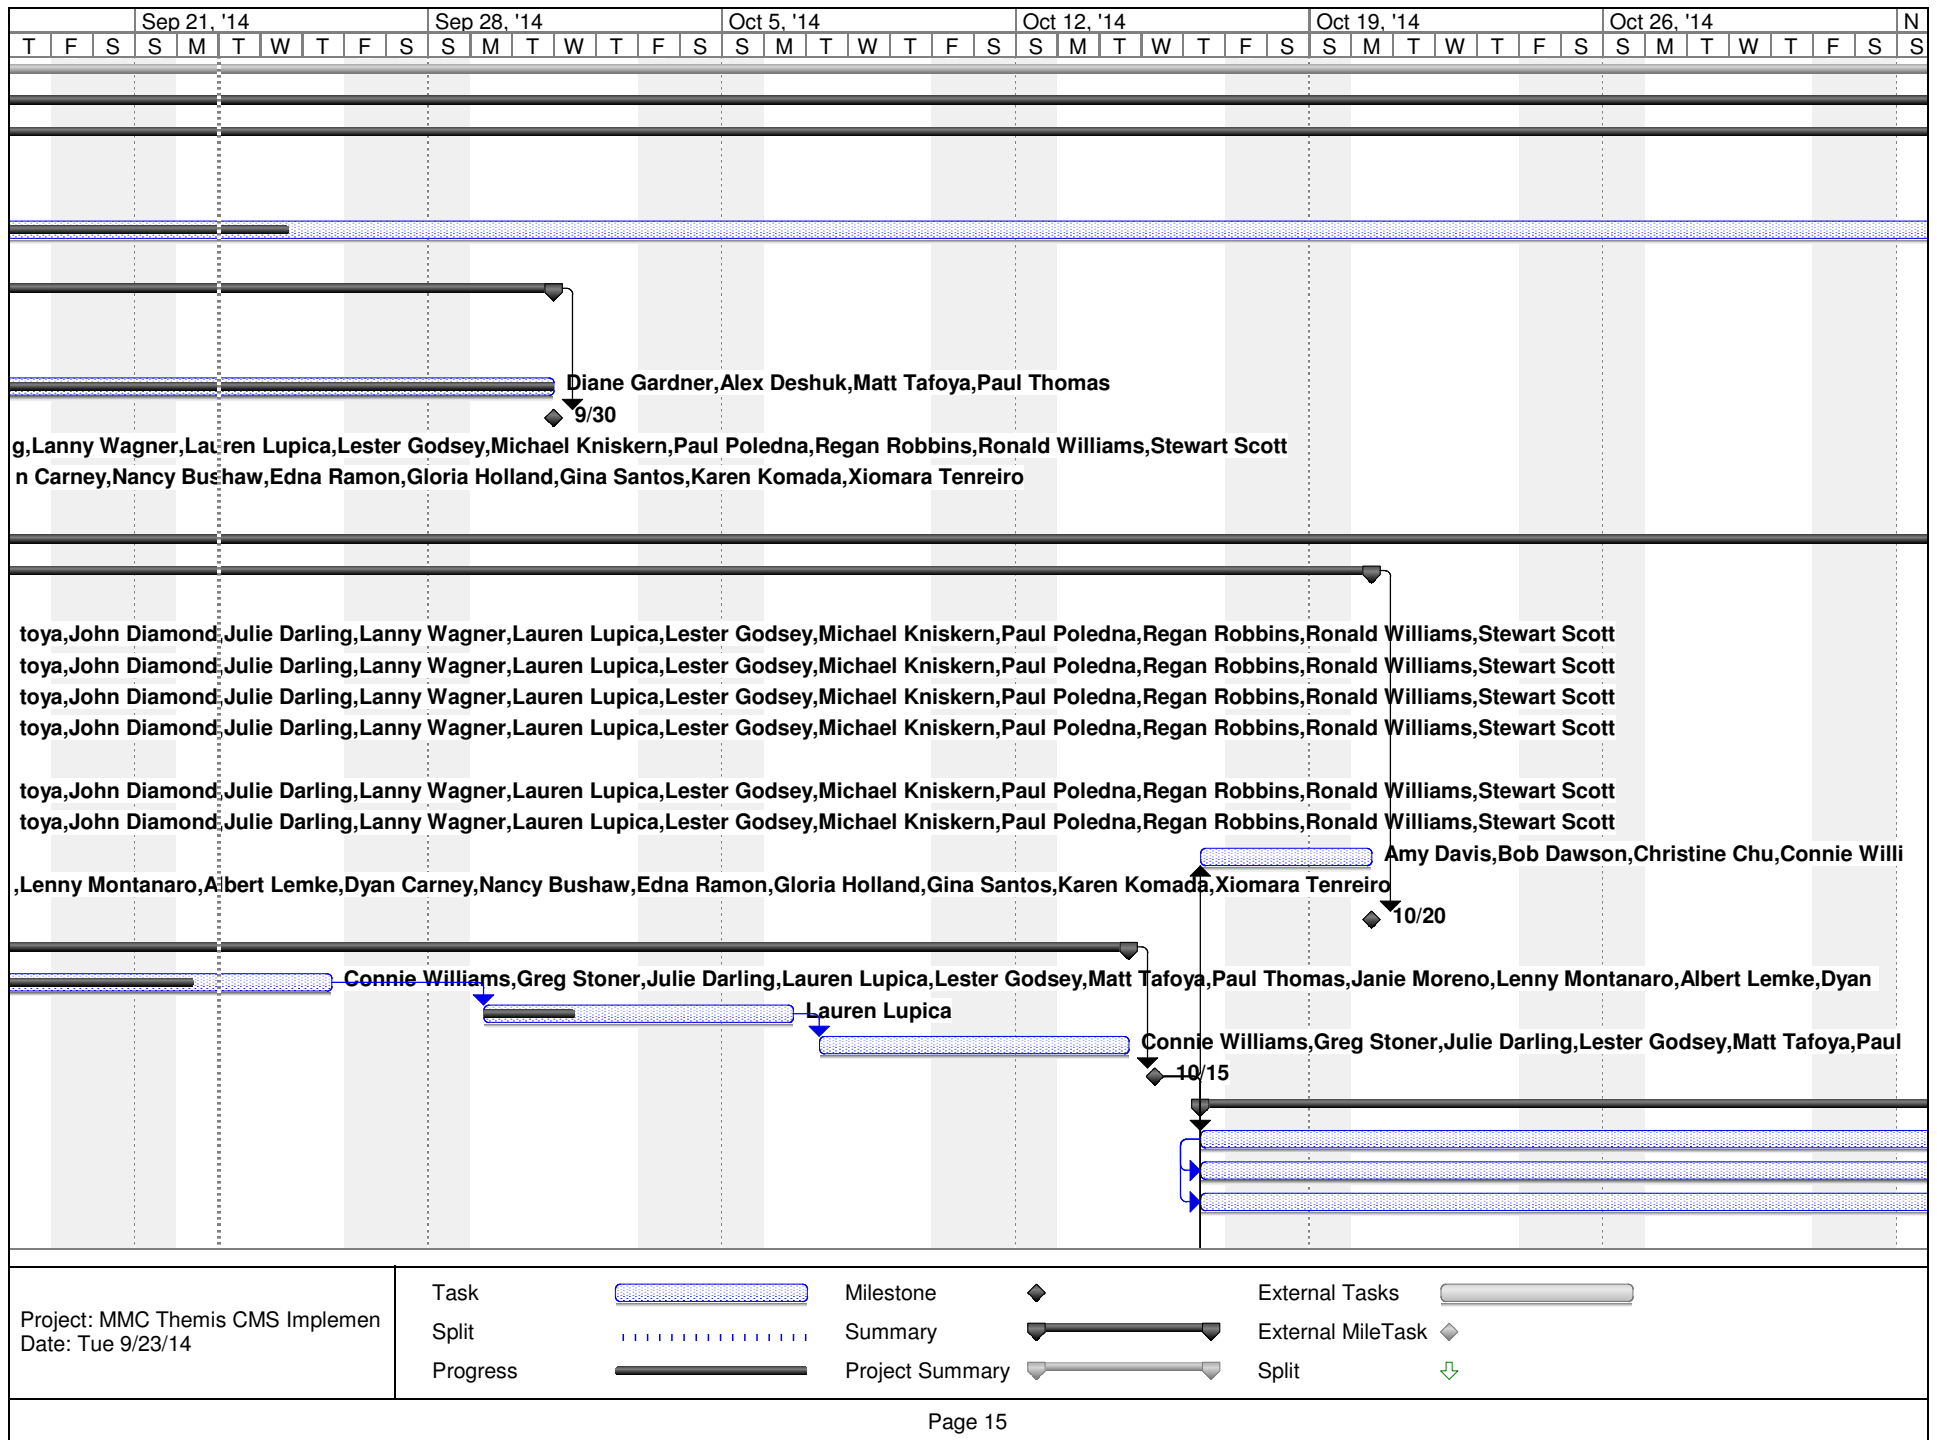 Sep 21, '14 Sep 28, '14 Oct 5, '14 Oct 12, '14 Oct 19, '14 Oct 26, '14 N
T F S S M T W T F S S M T W T F S S M T W T F S S M T W T F S S M T W T F S S M T W T F S S
Diane Gardner,Alex Deshuk,Matt Tafoya,Paul Thomas
9/30
g,Lanny Wagner,Lauren Lupica,Lester Godsey,Michael Kniskern,Paul Poledna,Regan Robbins,Ronald Williams,Stewart Scott
n Carney,Nancy Bushaw,Edna Ramon,Gloria Holland,Gina Santos,Karen Komada,Xiomara Tenreiro
toya,John Diamond,Julie Darling,Lanny Wagner,Lauren Lupica,Lester Godsey,Michael Kniskern,Paul Poledna,Regan Robbins,Ronald Williams,Stewart Scott
toya,John Diamond,Julie Darling,Lanny Wagner,Lauren Lupica,Lester Godsey,Michael Kniskern,Paul Poledna,Regan Robbins,Ronald Williams,Stewart Scott
toya,John Diamond,Julie Darling,Lanny Wagner,Lauren Lupica,Lester Godsey,Michael Kniskern,Paul Poledna,Regan Robbins,Ronald Williams,Stewart Scott
toya,John Diamond,Julie Darling,Lanny Wagner,Lauren Lupica,Lester Godsey,Michael Kniskern,Paul Poledna,Regan Robbins,Ronald Williams,Stewart Scott
toya,John Diamond,Julie Darling,Lanny Wagner,Lauren Lupica,Lester Godsey,Michael Kniskern,Paul Poledna,Regan Robbins,Ronald Williams,Stewart Scott
toya,John Diamond,Julie Darling,Lanny Wagner,Lauren Lupica,Lester Godsey,Michael Kniskern,Paul Poledna,Regan Robbins,Ronald Williams,Stewart Scott
Amy Davis,Bob Dawson,Christine Chu,Connie Willi
,Lenny Montanaro,Albert Lemke,Dyan Carney,Nancy Bushaw,Edna Ramon,Gloria Holland,Gina Santos,Karen Komada,Xiomara Tenreiro
10/20
Connie Williams,Greg Stoner,Julie Darling,Lauren Lupica,Lester Godsey,Matt Tafoya,Paul Thomas,Janie Moreno,Lenny Montanaro,Albert Lemke,Dyan
Lauren Lupica
Connie Williams,Greg Stoner,Julie Darling,Lester Godsey,Matt Tafoya,Paul
10/15
Project: MMC Themis CMS Implemen
Date: Tue 9/23/14
Task
Split
Progress
Milestone
Summary
Project Summary
External Tasks
External MileTask
Split
Page 15